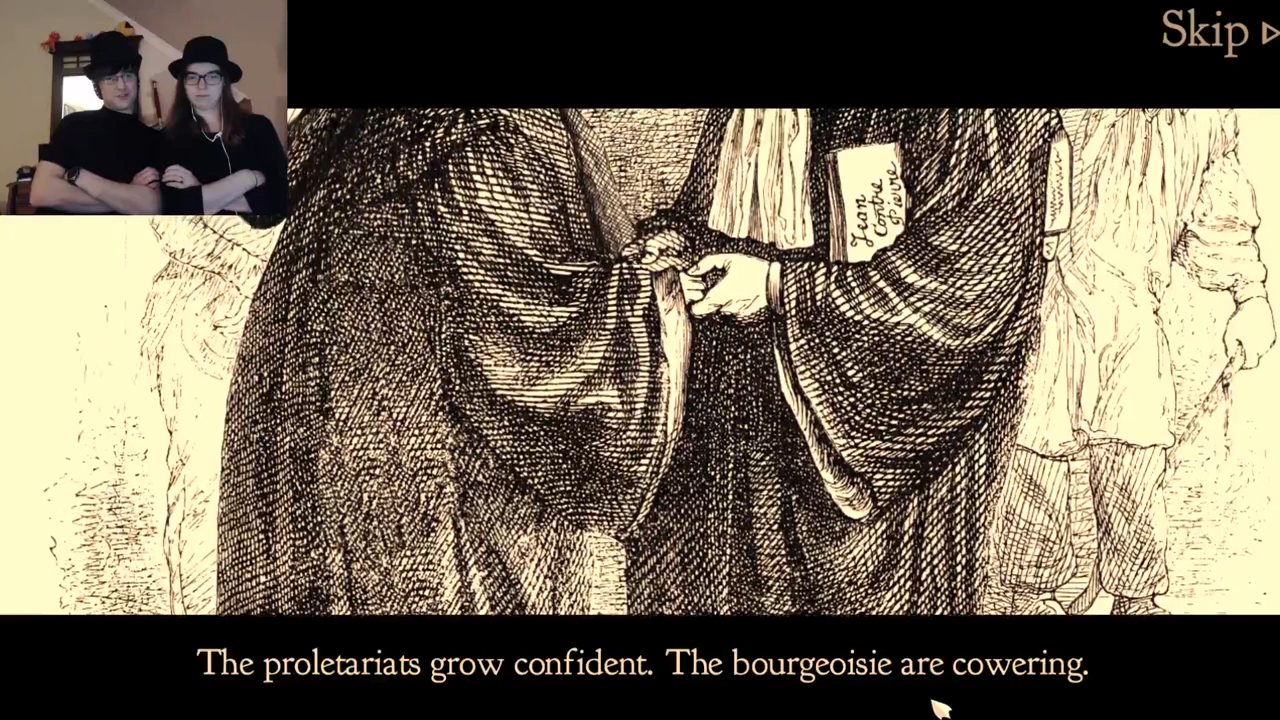 Skip
Jean
Contre
Pierre
The proletariats grow confident. The bourgeoisie are cowering.